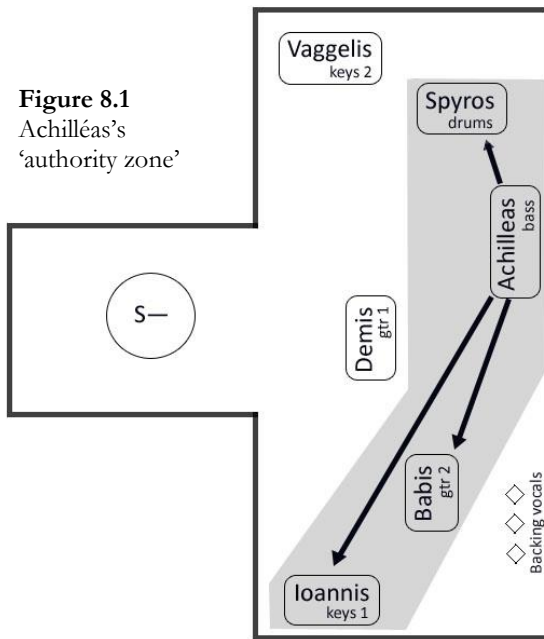 Figure 8.1
Achilléas’s
‘authority zone’
Vaggelis
keys 2
Spyros
drums
Achilleas
bass
S—
Demis
gtr 1
Babis
gtr 2
Ioannis
keys 1
Backing vocals